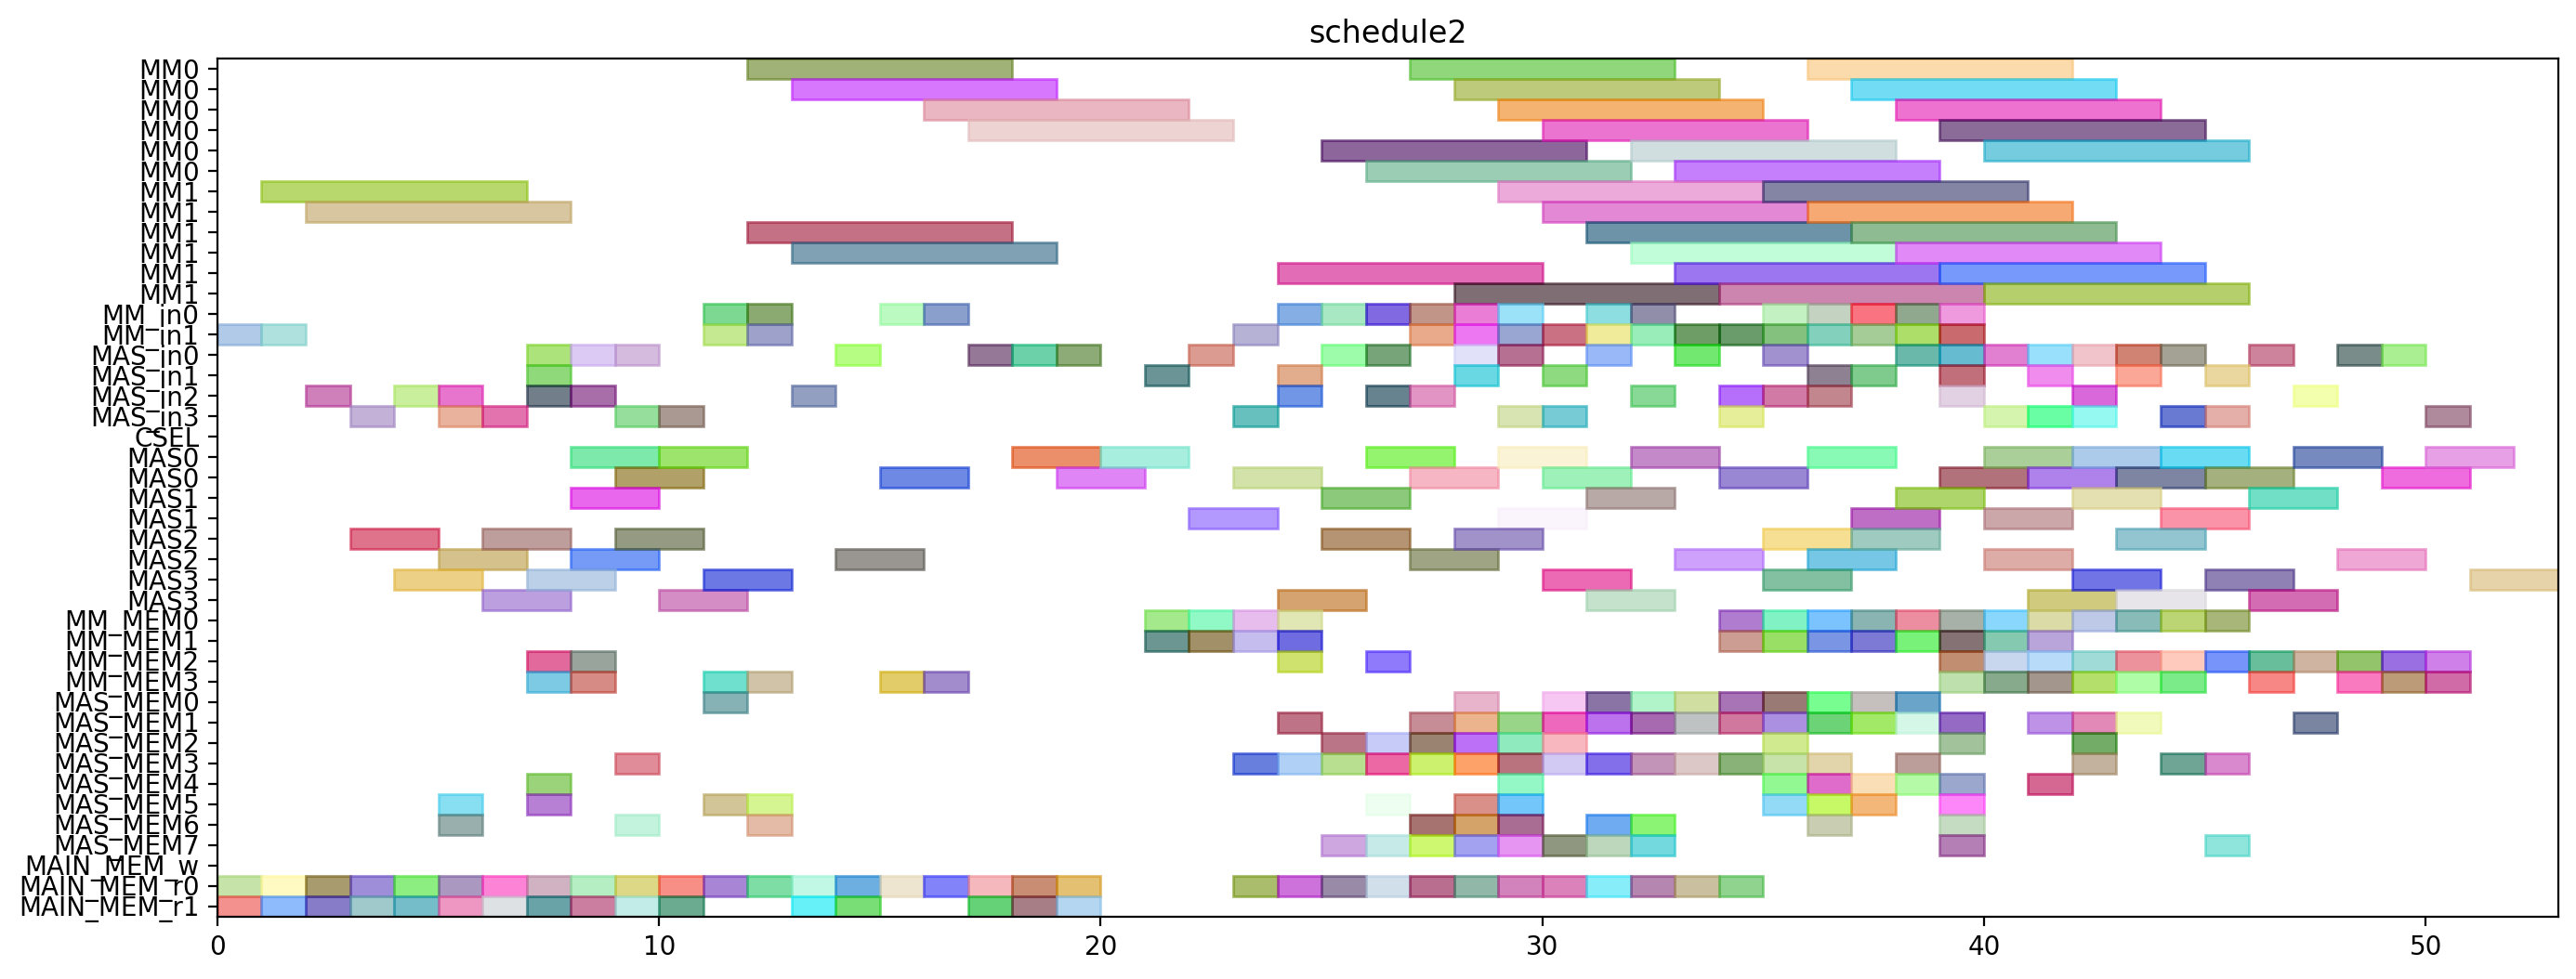 schedule2
MM0
MM0
MM0
MM0
MM0
MM0
MM1
MM1
MM1
MM1
MM1
MM1
MM_in0
MM_in1
MAS_in0
MAS_in1
MAS_in2
MAS_in3
CSEL
MAS0
MAS0
MAS1
MAS1
MAS2
MAS2
MAS3
MAS3
MM_MEM0
MM_MEM1
MM_MEM2
MM_MEM3
MAS_MEM0
MAS_MEM1
MAS_MEM2
MAS_MEM3
MAS_MEM4
MAS_MEM5
MAS_MEM6
MAS_MEM7
MAIN_MEM_w
MAIN_MEM_r0
MAIN_MEM_r1
0 10 20 30 40 50